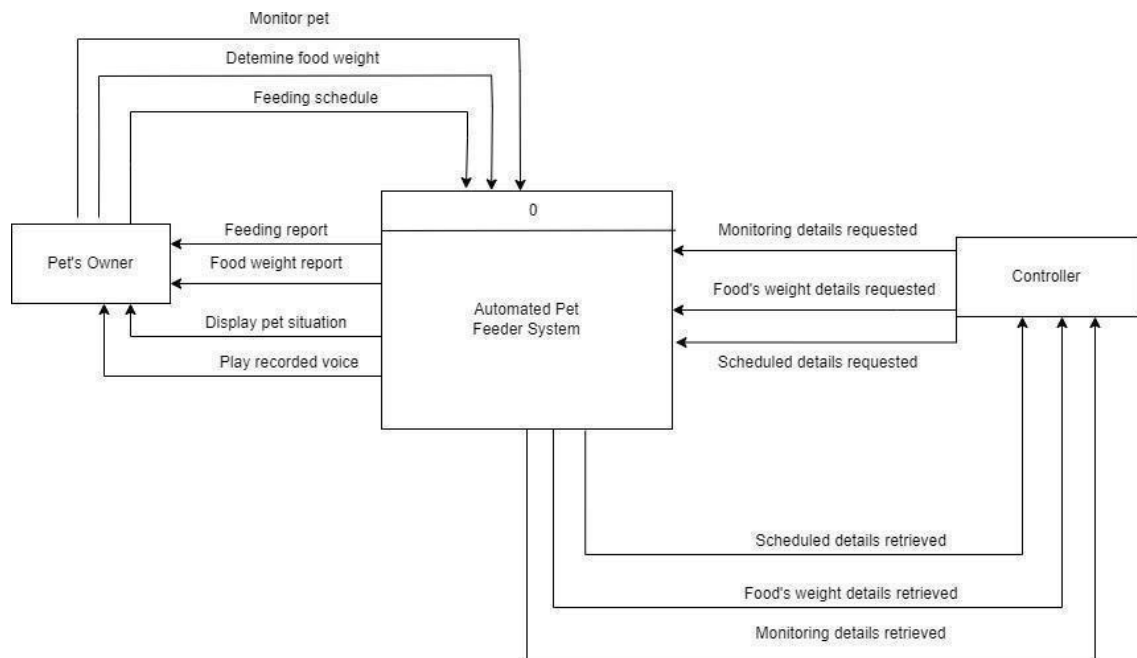 Monitor pet
Detemine food weight
Feeding schedule
0
Feeding report
Monitoring details requested
Pet's Owner
Food weight report
Controller
Food's weight details requested
Automated Pet
Feeder System
Display pet situation
Play recorded voice
Scheduled details requested
Scheduled details retrieved
Food's weight details retrieved
Monitoring details retrieved